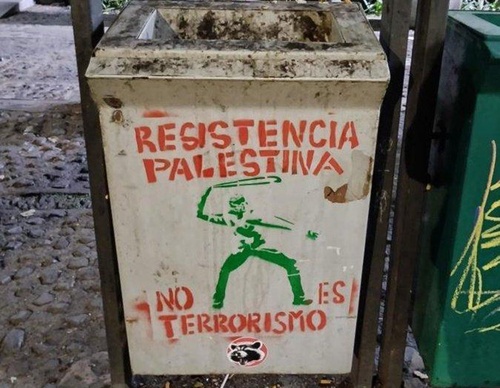 RESISTENCIA
PALESTINA
NO ES
TERRORISMO